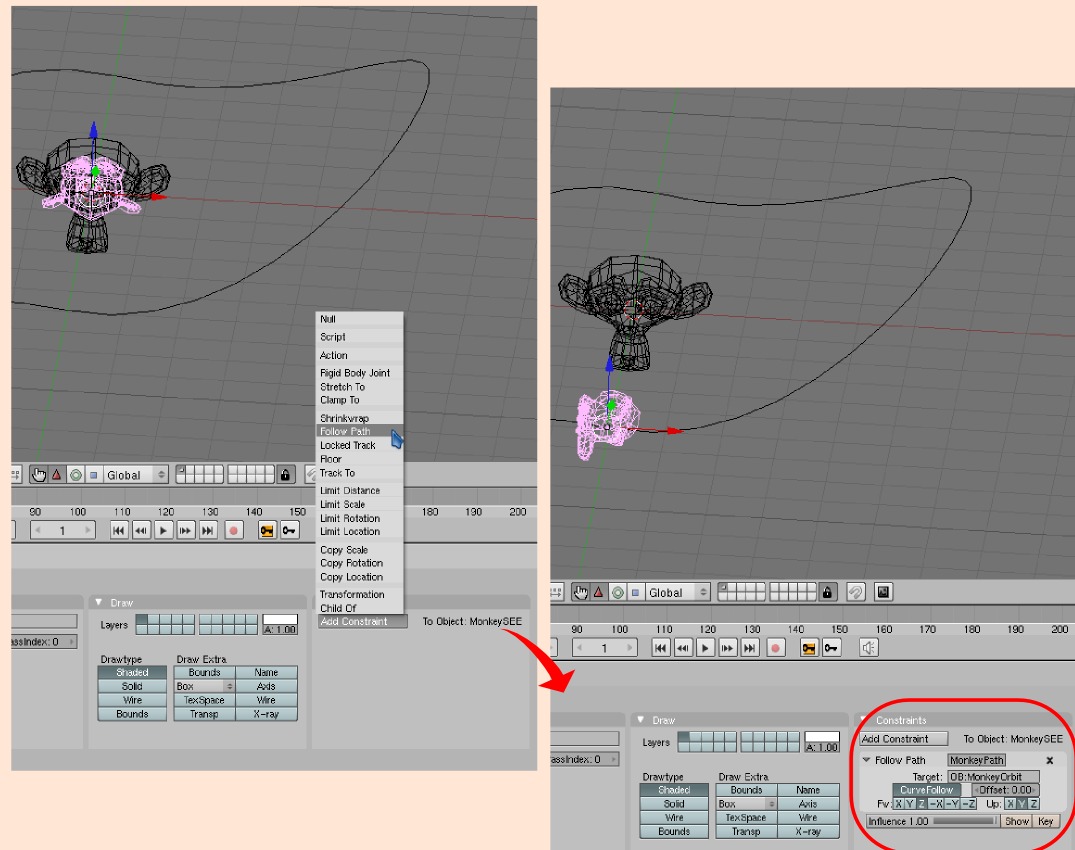 Null
Script
Action
Rigid Body Joint
Stretch To
Clamp To
Shrinkwrap
Follow Path
Locked Track
Floor
Track To
Limit Distance
Limit Scale
Limit Rotation
Limit Location
Copy Scale
Copy Rotation
Copy Location
Transformation
Child Of
Add Constraint
To Object: MonkeySEE
Global
90 100 110 120 130 140 150 180 190 200
1
Draw
Layers
A: 1.00
assIndex: 0
Drawtype
Draw Extra
Shaded
Bounds
Name
Solid
Box
Axis
Wire
TexSpace
Wire
Bounds
Transp
X-ray
Global
90 100 110 120 130 140 150 160 170 180 190 200
1
Draw
Layers
A: 1.00
assIndex: 0
Drawtype
Draw Extra
Shaded
Bounds
Name
Solid
Box
Axis
Wire
TexSpace
Wire
Bounds
Transp
X-ray
Constraints
Add Constraint
To Object: MonkeySEE
Follow Path
MonkeyPath
X
Target: OB:MonkeyOrbit
CurveFollow
Offset: 0.00
Fw: X Y Z -X -Y -Z Up: X Y Z
Influence 1.00
Show
Key